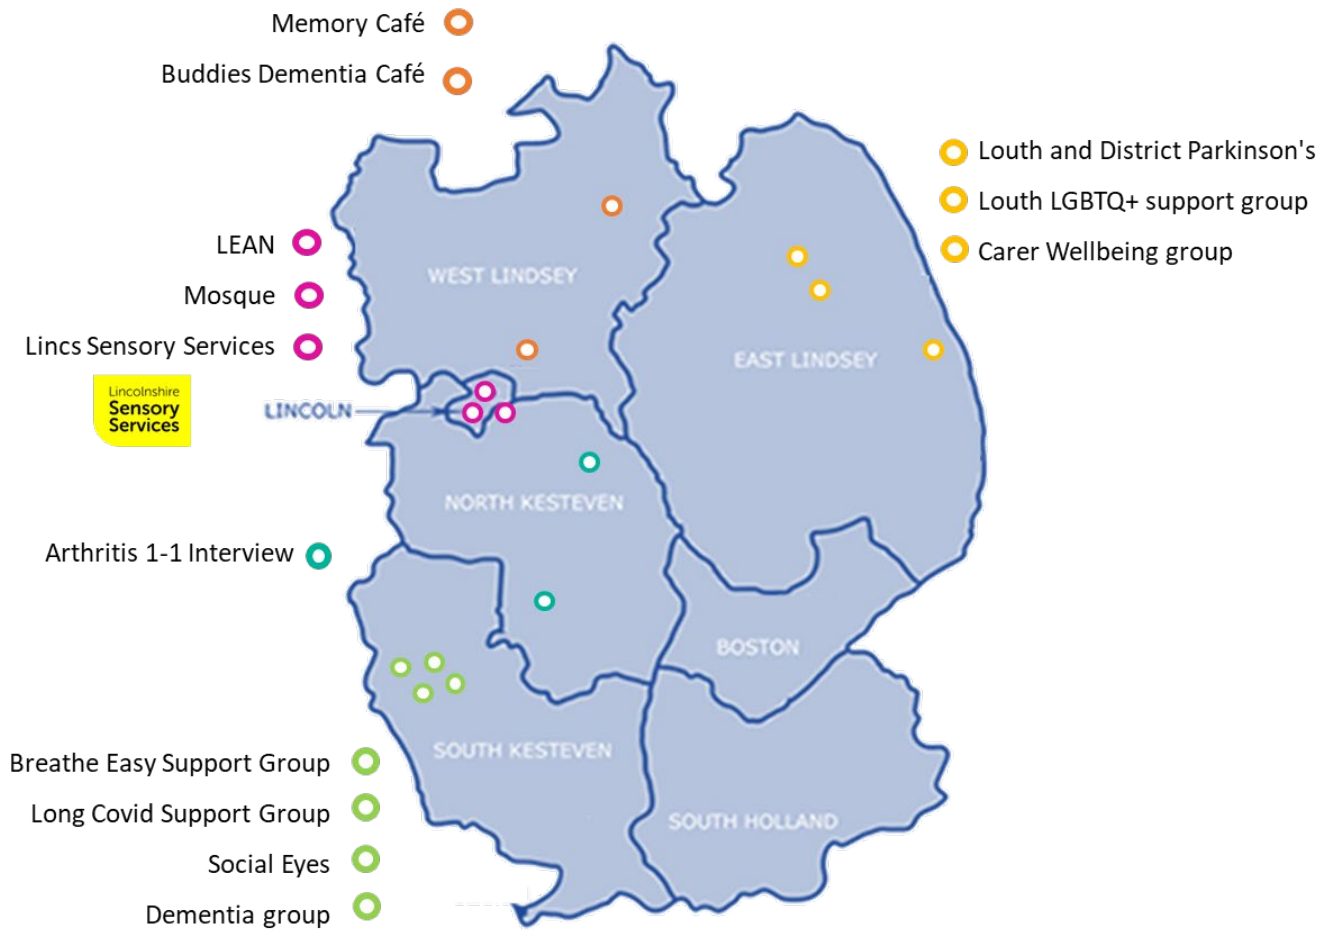 Memory Café
Buddies Dementia Café
Louth and District Parkinson's
Louth LGBTQ+ support group
Carer Wellbeing group
LEAN
Mosque
Lincs Sensory Services
Lincolnshire
Sensory
Services
WEST LINDSEY
EAST LINDSEY
LINCOLN
NORTH KESTEVEN
Arthritis 1-1 Interview
BOSTON
SOUTH KESTEVEN
SOUTH HOLLAND
Breathe Easy Support Group
Long Covid Support Group
Social Eyes
Dementia group